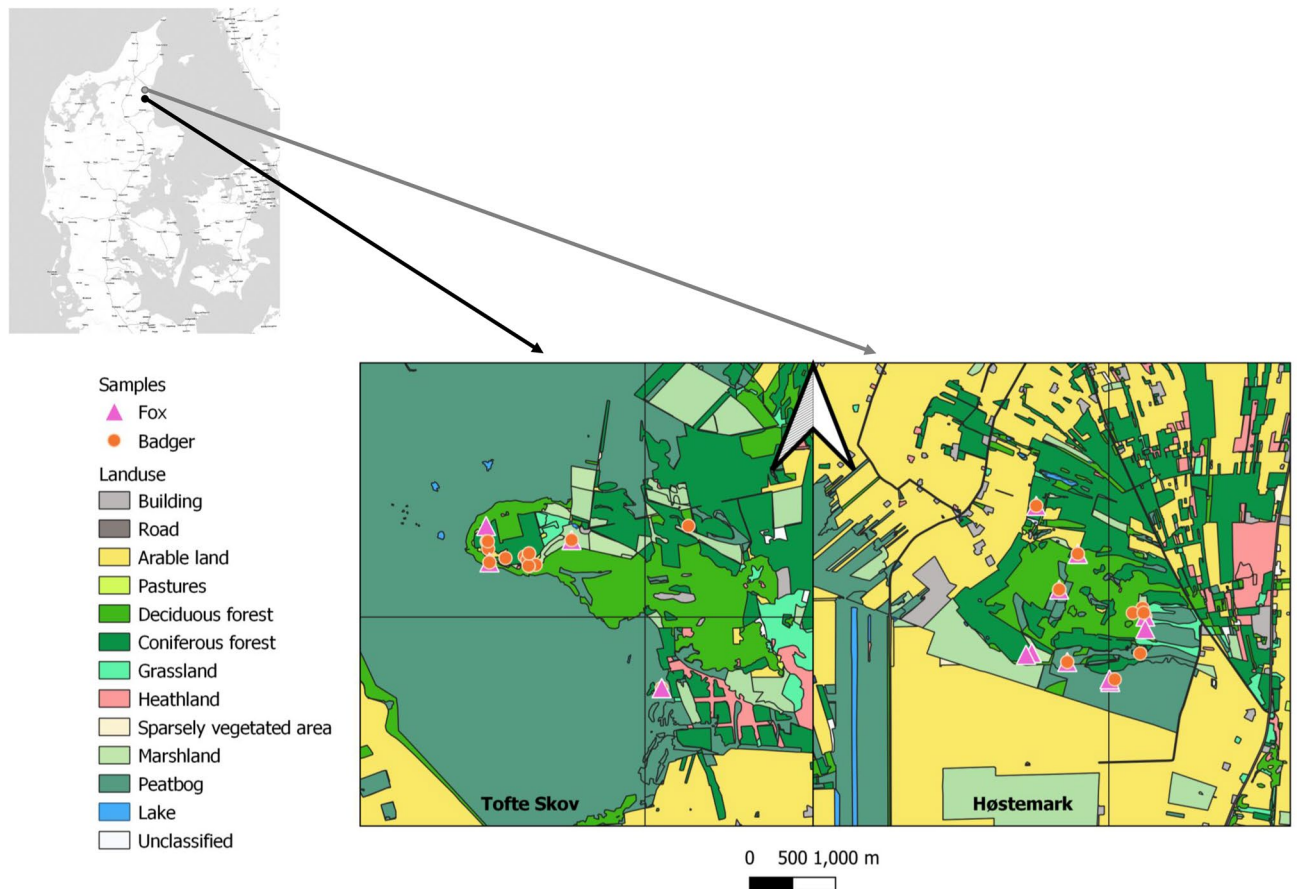 Samples
Fox
Badger
Landuse
Building
Road
Arable land
Pastures
Deciduous forest
Coniferous forest
Grassland
Heathland
Sparsely vegetated area
Marshland
Peatbog
Lake
Unclassified
Tofte Skov
Høstemark
0 500 1,000 m